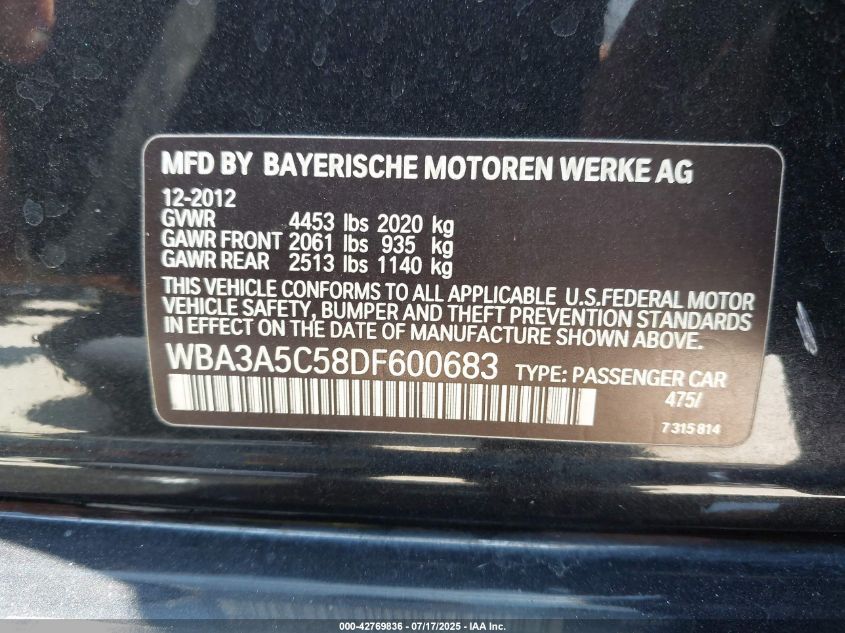 MFD BY BAYERISCHE MOTOREN WERKE AG
12-2012
GVWR 4453 lbs 2020 kg
GAWR FRONT 2061 lbs 935 kg
GAWR REAR 2513 lbs 1140 kg
THIS VEHICLE CONFORMS TO ALL APPLICABLE U.S.FEDERAL MOTOR
VEHICLE SAFETY, BUMPER AND THEFT PREVENTION STANDARDS
IN EFFECT ON THE DATE OF MANUFACTURE SHOWN ABOVE.
WBA3A5C58DF600683 TYPE: PASSENGER CAR
475/
7315814
000-42769836 - 07/17/2025 - IAA Inc.